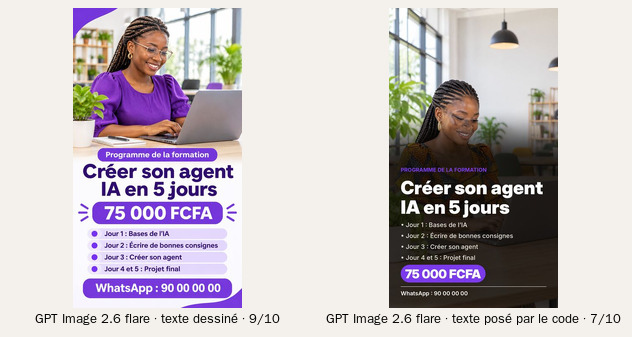 Programme de la formation
Créer son agent
IA en 5 jours
75 000 FCFA
Jour 1 : Bases de l'IA
Jour 2 : Écrire de bonnes consignes
Jour 3 : Créer son agent
Jour 4 et 5 : Projet final
WhatsApp : 90 00 00 00
GPT Image 2.6 flare · texte dessiné · 9/10
PROGRAMME DE LA FORMATION
Créer son agent
IA en 5 jours
• Jour 1 : Bases de l'IA
• Jour 2 : Écrire de bonnes consignes
• Jour 3 : Créer son agent
• Jour 4 et 5 : Projet final
75 000 FCFA
WhatsApp : 90 00 00 00
GPT Image 2.6 flare · texte posé par le code · 7/10